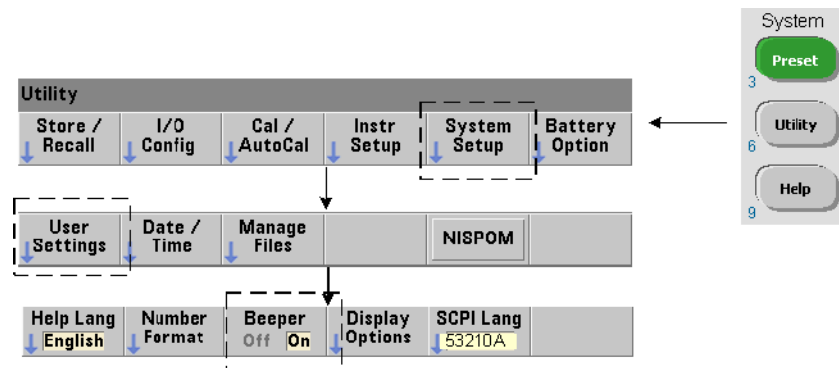 System
Preset
3
Utility
6
Help
9
Utility
Store / Recall
I/O Config
Cal / AutoCal
Instr Setup
System Setup
Battery Option
User Settings
Date / Time
Manage Files
NISPOM
Help Lang
English
Number Format
Beeper
Off On
Display Options
SCPI Lang
53210A